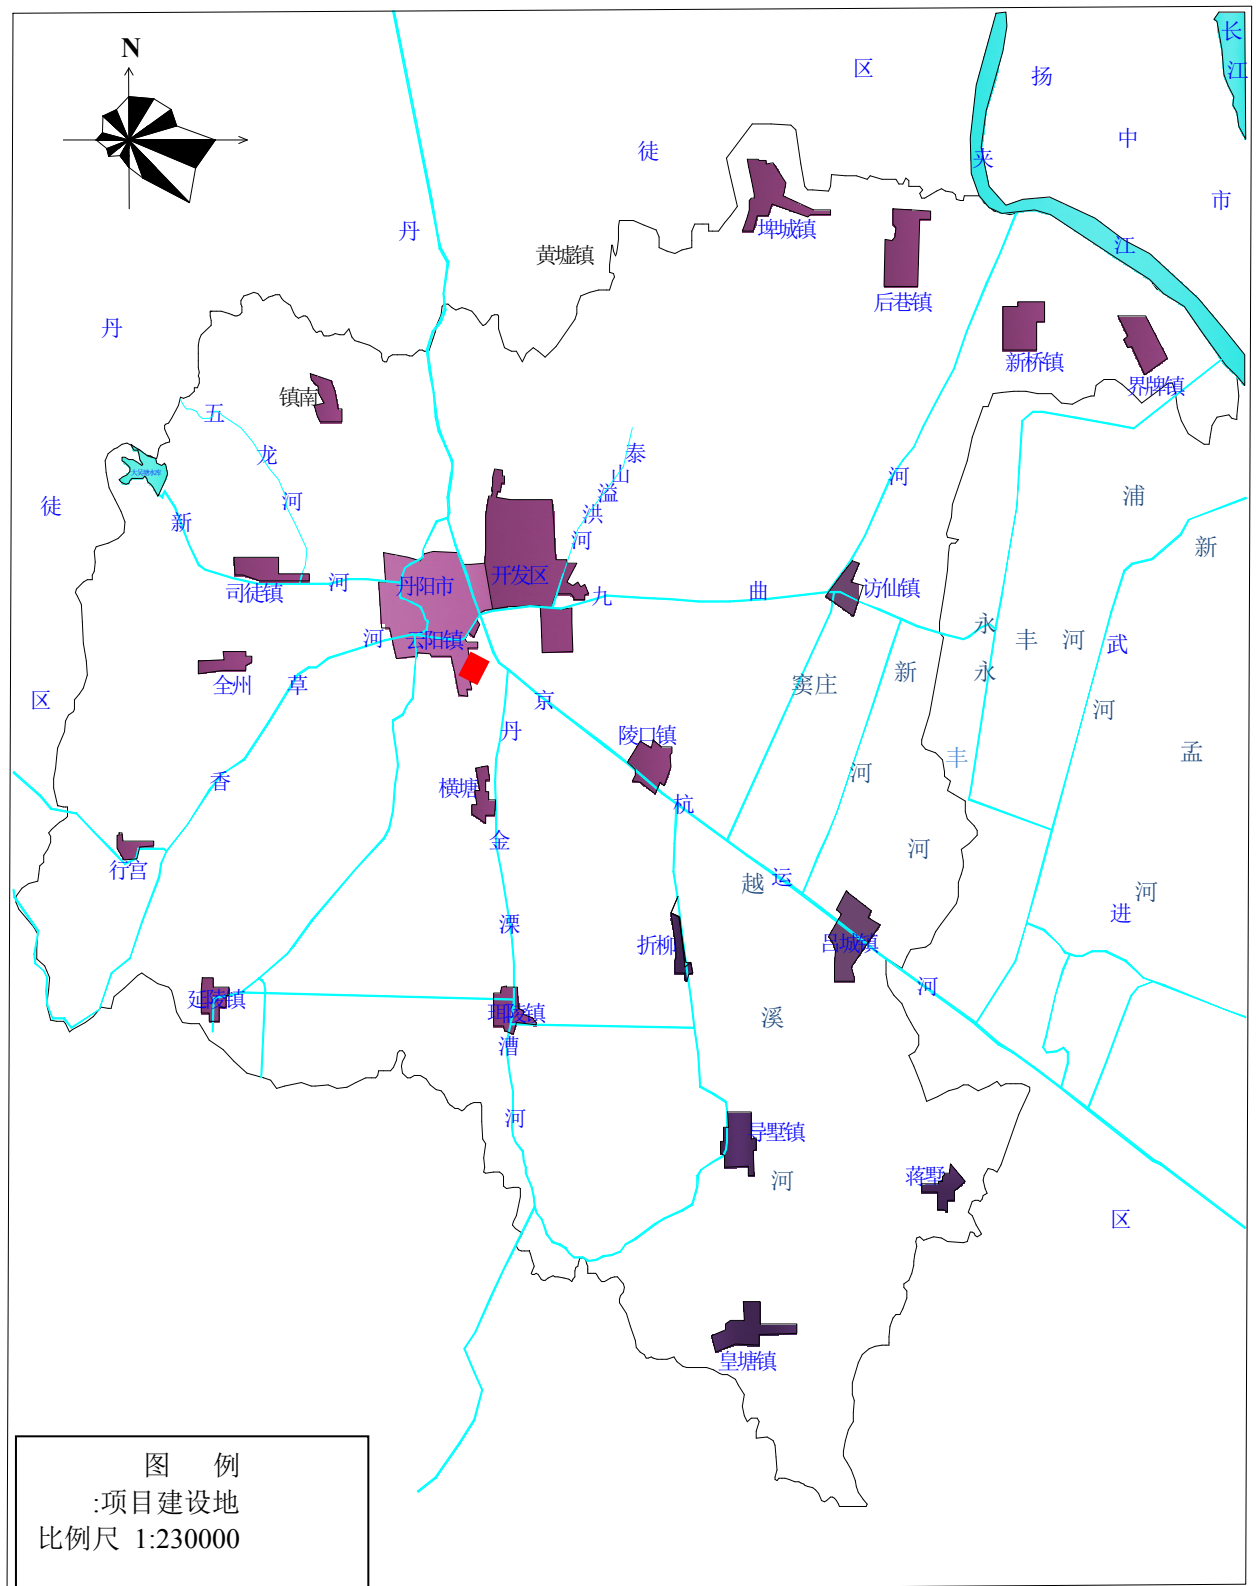 N
长
江
扬
中
市
区
徒
丹
夹
江
丹
埤城镇
黄墟镇
后巷镇
新桥镇
界牌镇
镇南
五
龙
河
徒
区
新
河
司徒镇
丹阳市
开发区
云阳镇
泰
山
溢
洪
河
九
曲
河
访仙镇
浦
新
河
武
永
丰
河
永
丰
河
孟
河
进
全州
河
草
香
京
丹
窦庄
新
河
陵口镇
横塘
杭
金
行宫
越
运
溧
折柳
吕城镇
河
延陵镇
珥陵镇
溪
漕
河
导墅镇
河
蒋墅
区
皇塘镇
图 例
:项目建设地
比例尺 1:230000